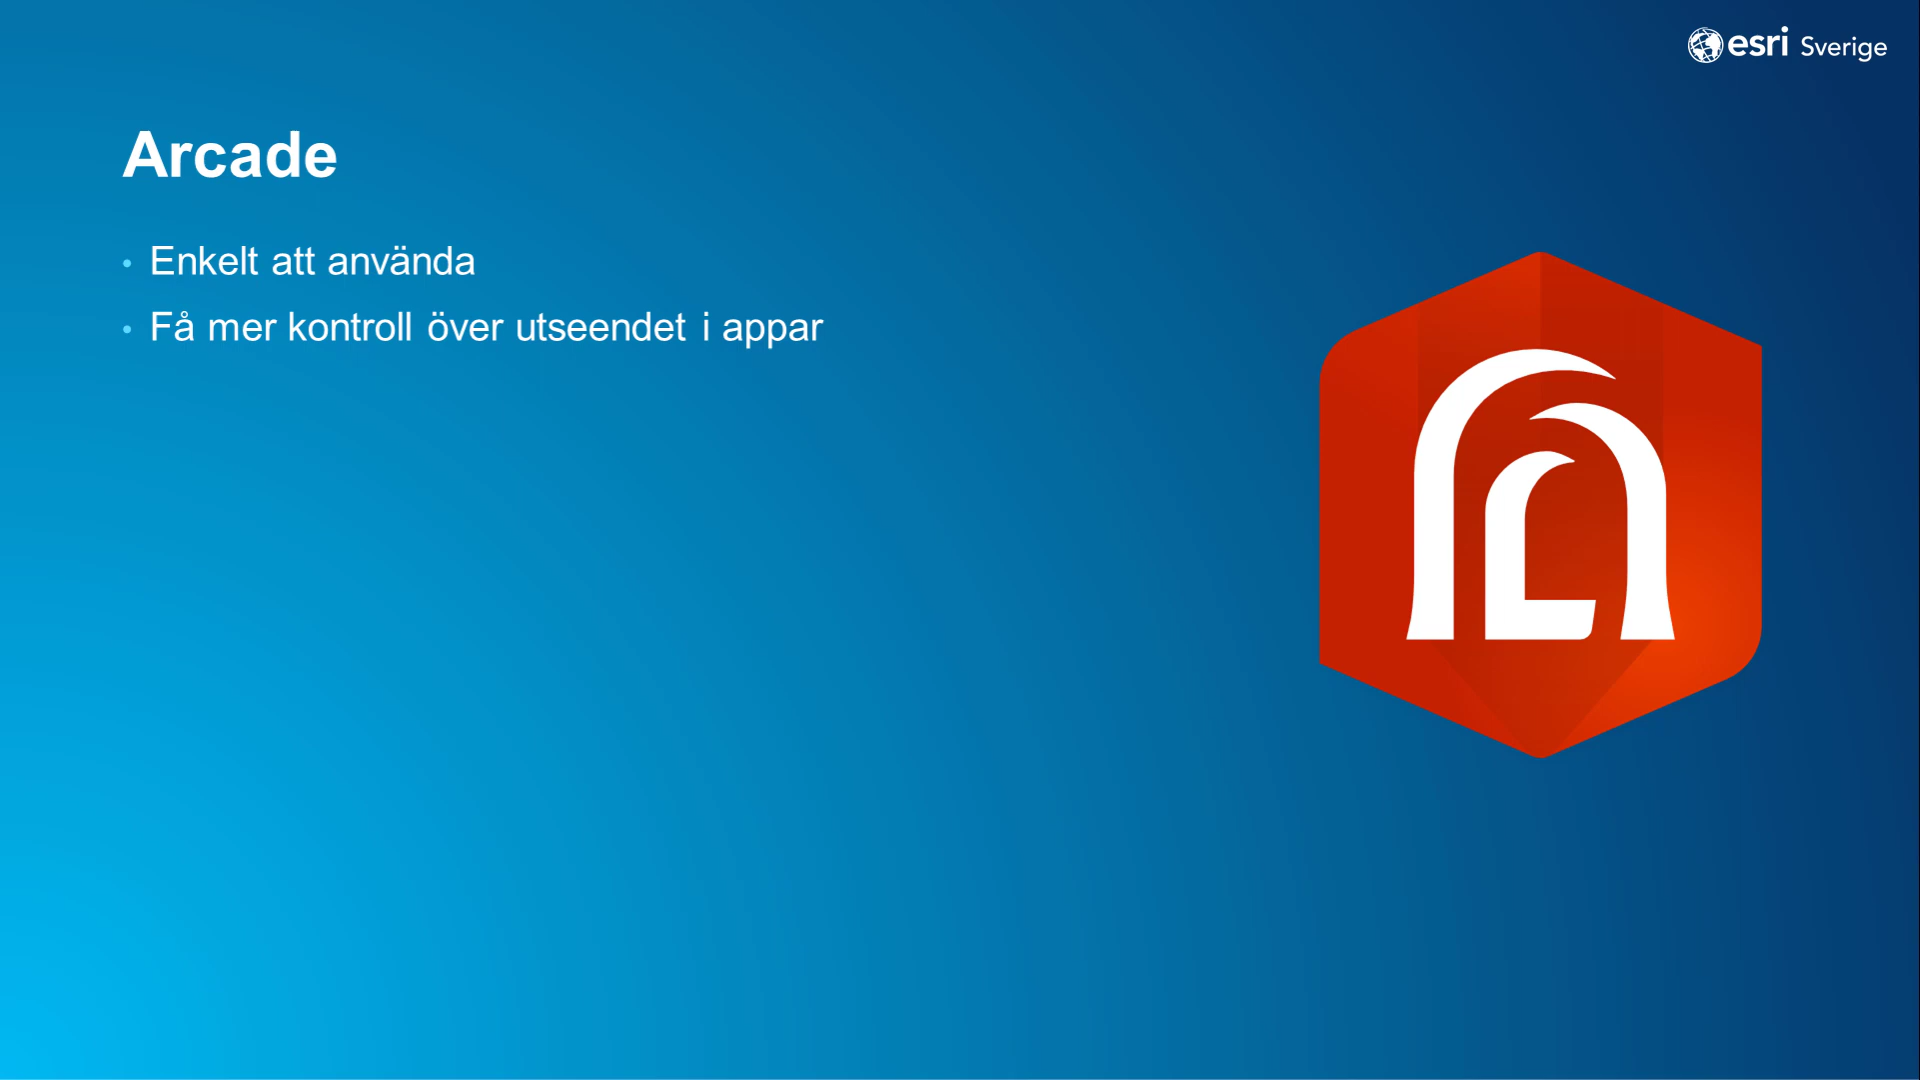 esri Sverige
Arcade
• Enkelt att använda
• Få mer kontroll över utseendet i appar